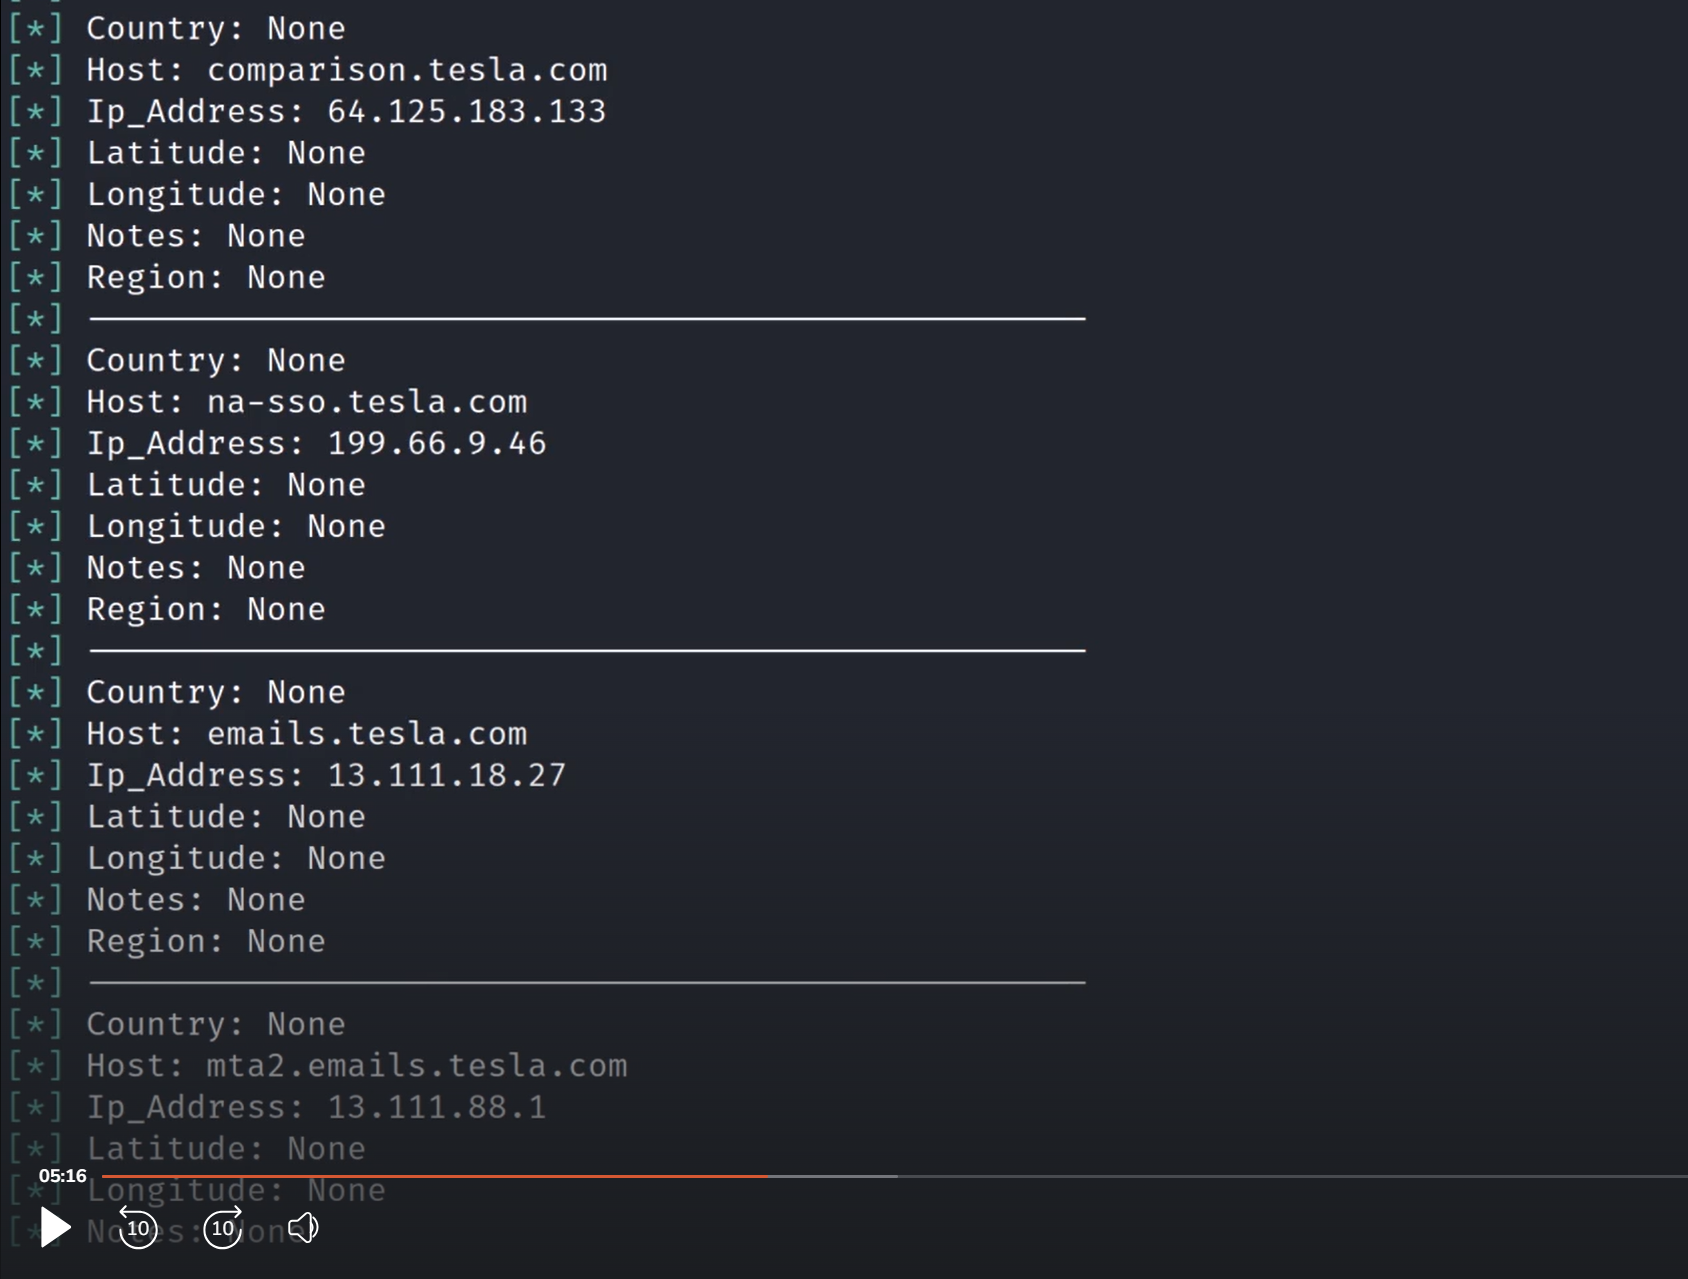 [*] Country: None
[*] Host: comparison.tesla.com
[*] Ip_Address: 64.125.183.133
[*] Latitude: None
[*] Longitude: None
[*] Notes: None
[*] Region: None
[*]
[*] Country: None
[*] Host: na-sso.tesla.com
[*] Ip_Address: 199.66.9.46
[*] Latitude: None
[*] Longitude: None
[*] Notes: None
[*] Region: None
[*]
[*] Country: None
[*] Host: emails.tesla.com
[*] Ip_Address: 13.111.18.27
[*] Latitude: None
[*] Longitude: None
[*] Notes: None
[*] Region: None
[*]
[*] Country: None
[*] Host: mta2.emails.tesla.com
[*] Ip_Address: 13.111.88.1
[*] Latitude: None
05:16
[*] Longitude: None
[*] Notes: None
10 10